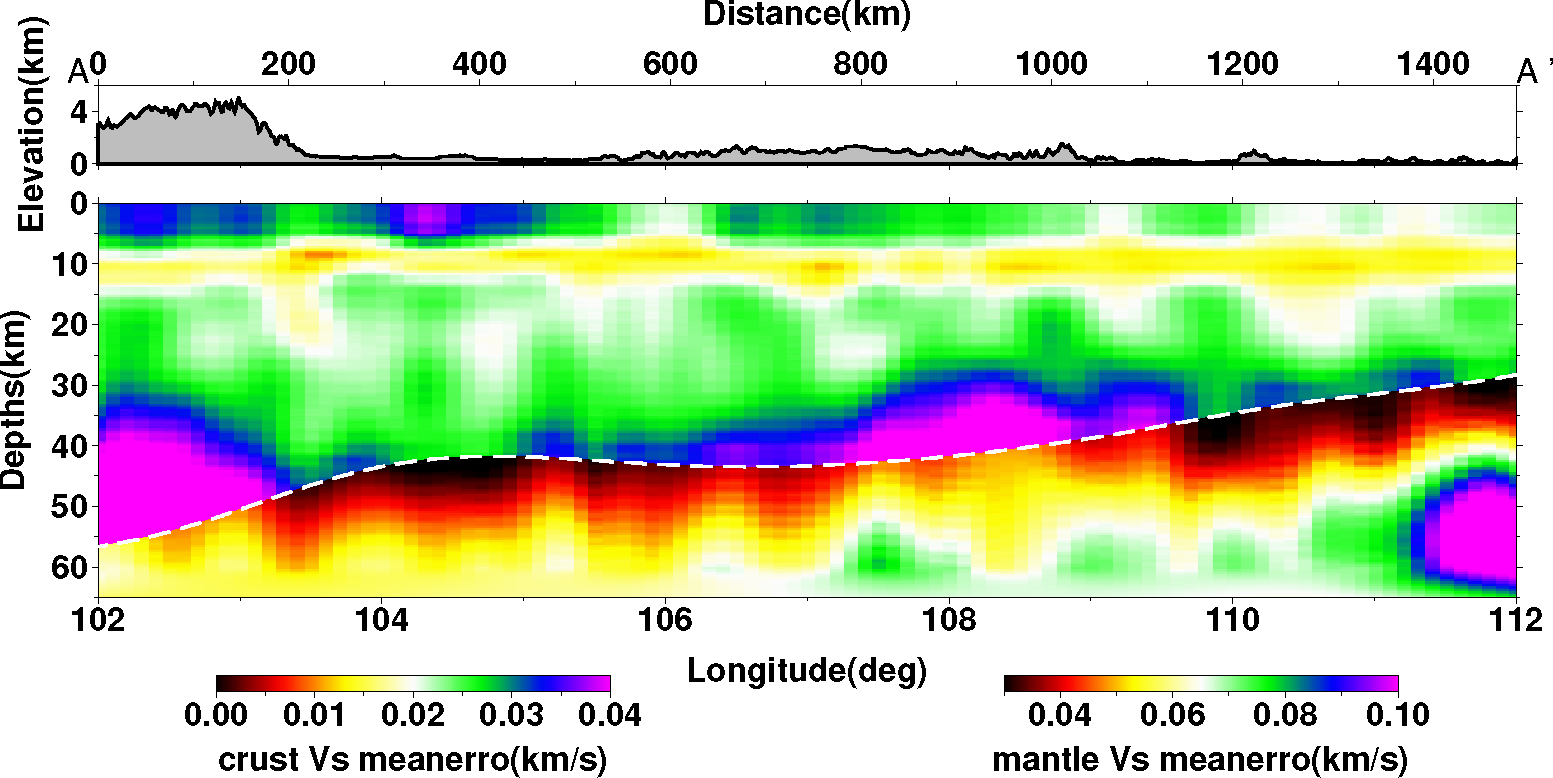 Distance(km)
A 0 200 400 600 800 1000 1200 1400 A '
Elevation(km)
4
0
Depths(km)
0
10
20
30
40
50
60
102 104 106 108 110 112
Longitude(deg)
0.00 0.01 0.02 0.03 0.04
crust Vs meanerro(km/s)
0.04 0.06 0.08 0.10
mantle Vs meanerro(km/s)